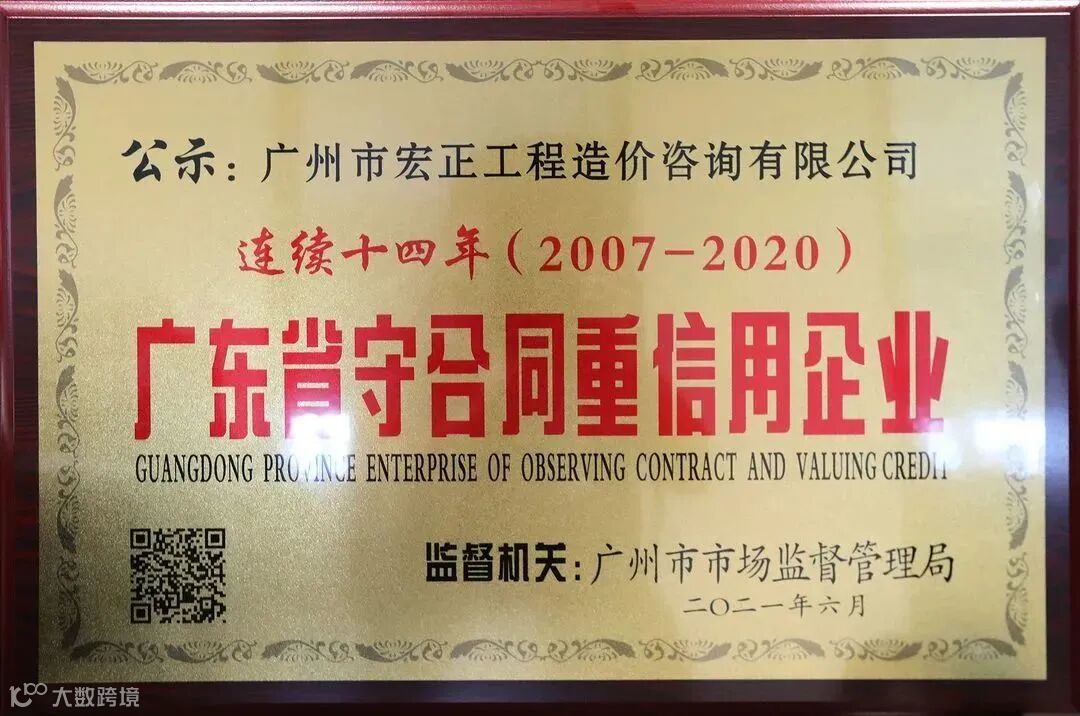 公示：广州市宏正工程造价咨询有限公司
连续十四年（2007-2020）
广东省守合同重信用企业
GUANGDONG PROVINCE ENTERPRISE OF OBSERVING CONTRACT AND VALUING CREDIT
监督机关：广州市市场监督管理局
二〇二一年六月
大数跨境